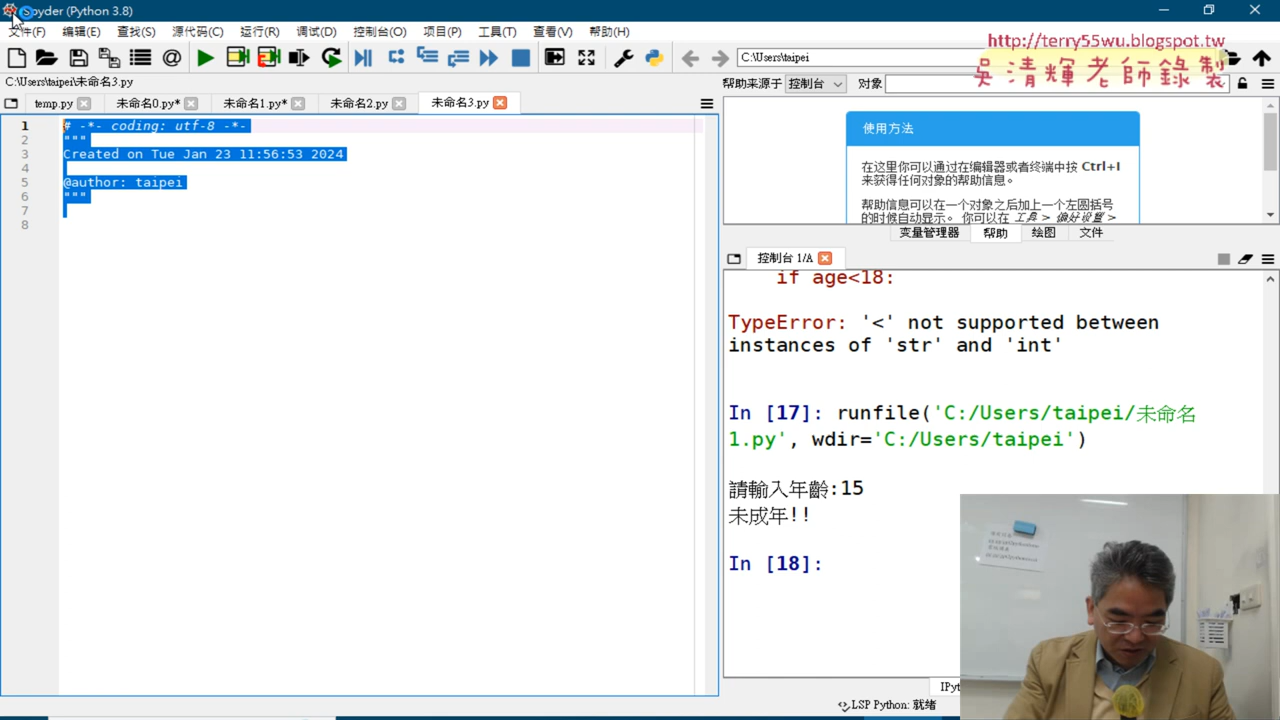 Spyder (Python 3.8)
文件(F) 编辑(E) 查找(S) 源代码(C) 运行(R) 调试(D) 控制台(O) 项目(P) 工具(T) 查看(V) 帮助(H)
http://terry55wu.blogspot.tw
吳清輝老師錄製
C:\Users\taipei
C:\Users\taipei\未命名3.py
帮助来源于 控制台 对象
temp.py 未命名0.py* 未命名1.py* 未命名2.py 未命名3.py
1 # -*- coding: utf-8 -*-
2 """
3 Created on Tue Jan 23 11:56:53 2024
4
5 @author: taipei
6 """
7
8
使用方法
在这里你可以通过在编辑器或者终端中按 Ctrl+I
来获得任何对象的帮助信息。
帮助信息可以在一个对象之后加上一个左圆括号
的时候自动显示。 你可以在 工具 > 偏好设置 >
变量管理器 帮助 绘图 文件
控制台 1/A
if age<18:
TypeError: '<' not supported between
instances of 'str' and 'int'
In [17]: runfile('C:/Users/taipei/未命名
1.py', wdir='C:/Users/taipei')
請輸入年齡:15
未成年!!
In [18]:
IPyt
LSP Python: 就绪